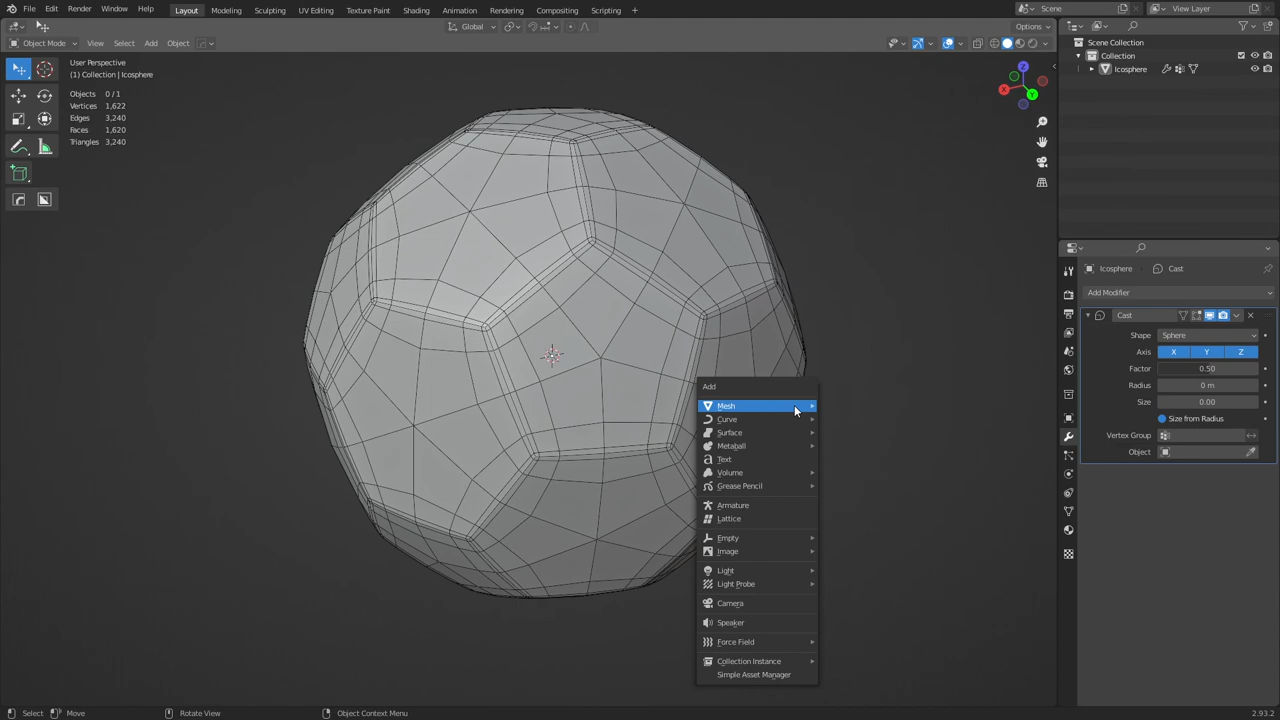 File Edit Render Window Help Layout Modeling Sculpting UV Editing Texture Paint Shading Animation Rendering Compositing Scripting + Scene View Layer
Global Options
Object Mode View Select Add Object
User Perspective
(1) Collection | Icosphere
Objects 0 / 1
Vertices 1,622
Edges 3,240
Faces 1,620
Triangles 3,240
Z
X
Y
Scene Collection
Collection
Icosphere
Icosphere Cast
Add Modifier
Cast
Shape Sphere
Axis X Y Z
Factor 0.50
Radius 0 m
Size 0.00
Size from Radius
Vertex Group
Object
Add
Mesh
Curve
Surface
Metaball
Text
Volume
Grease Pencil
Armature
Lattice
Empty
Image
Light
Light Probe
Camera
Speaker
Force Field
Collection Instance
Simple Asset Manager
Select Move Rotate View Object Context Menu 2.93.2